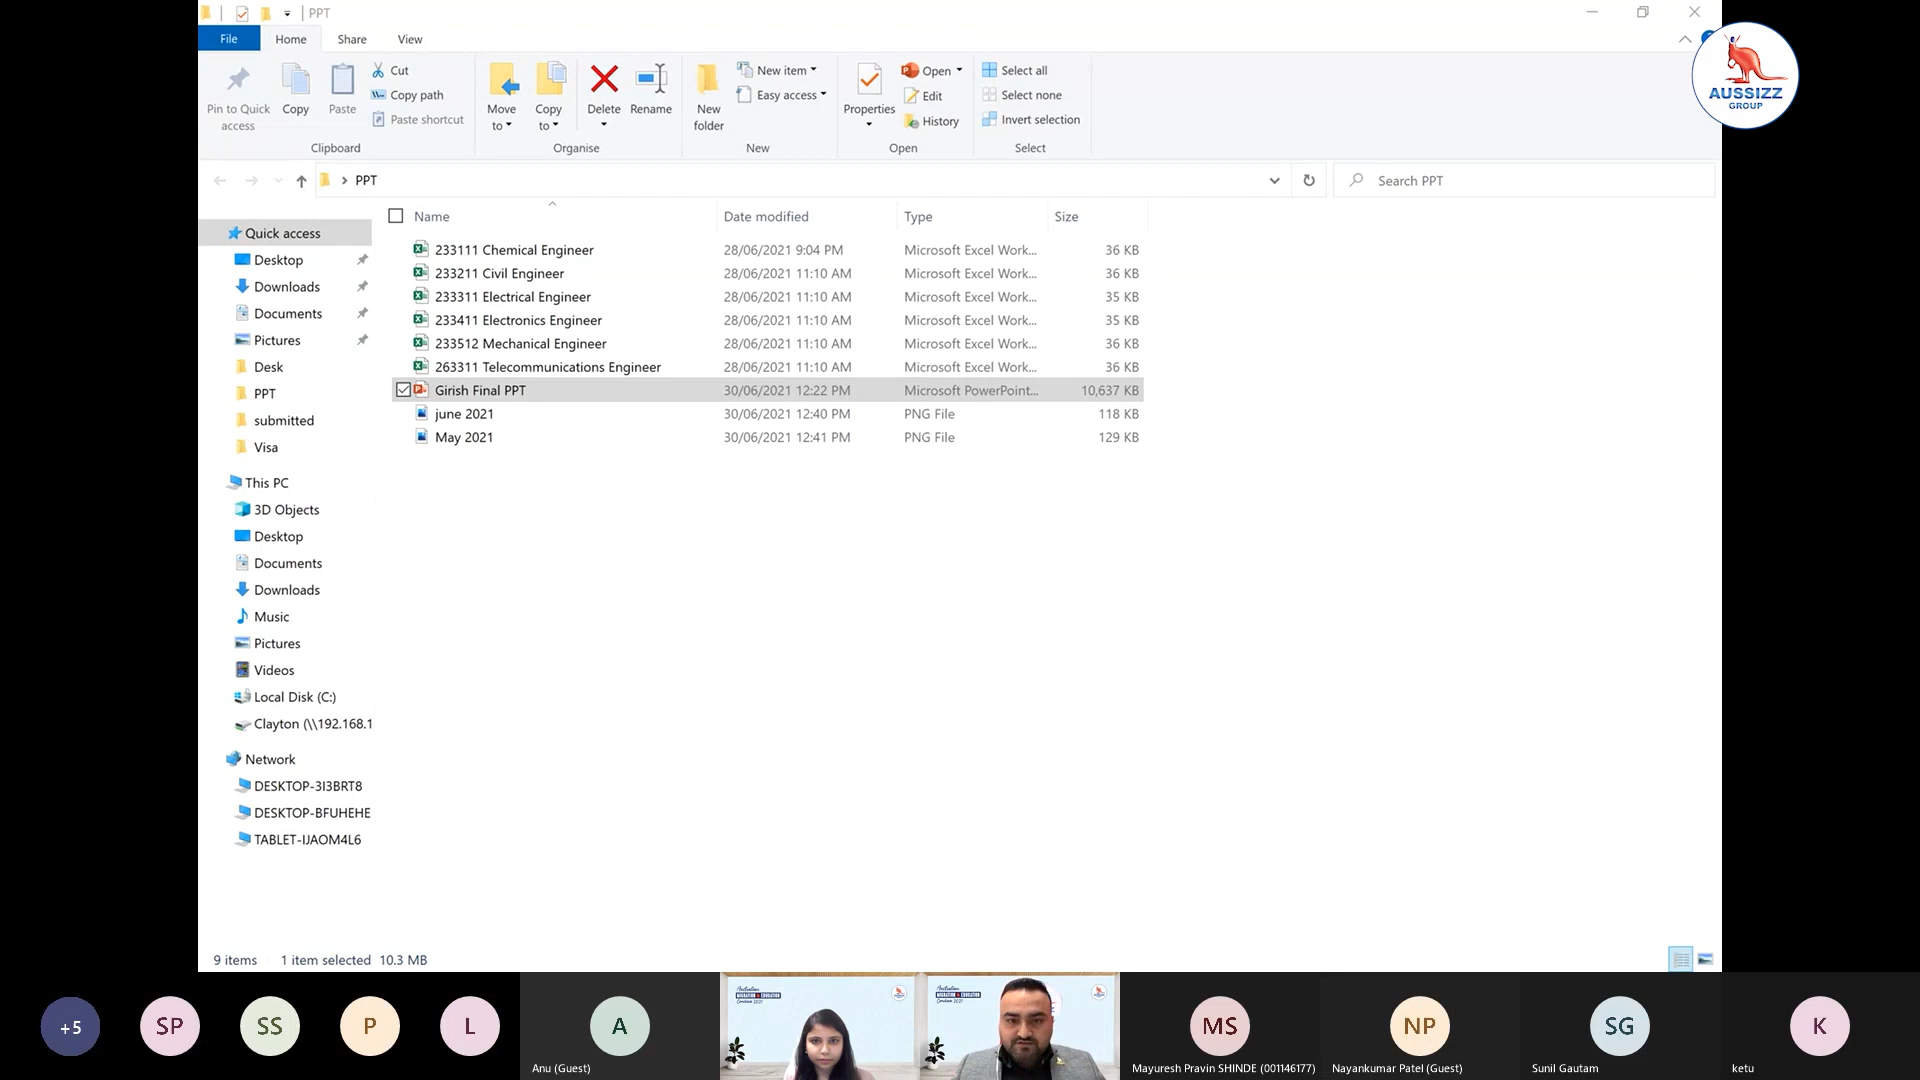 PPT
File Home Share View
Pin to Quick access
Copy
Paste
Cut
Copy path
Paste shortcut
Clipboard
Move to
Copy to
Delete
Rename
Organise
New folder
New item
Easy access
New
Properties
Open
Edit
History
Open
Select all
Select none
Invert selection
Select
AUSSIZZ
GROUP
PPT
Search PPT
Name Date modified Type Size
233111 Chemical Engineer 28/06/2021 9:04 PM Microsoft Excel Work... 36 KB
233211 Civil Engineer 28/06/2021 11:10 AM Microsoft Excel Work... 36 KB
233311 Electrical Engineer 28/06/2021 11:10 AM Microsoft Excel Work... 35 KB
233411 Electronics Engineer 28/06/2021 11:10 AM Microsoft Excel Work... 35 KB
233512 Mechanical Engineer 28/06/2021 11:10 AM Microsoft Excel Work... 36 KB
263311 Telecommunications Engineer 28/06/2021 11:10 AM Microsoft Excel Work... 36 KB
Girish Final PPT 30/06/2021 12:22 PM Microsoft PowerPoint... 10,637 KB
june 2021 30/06/2021 12:40 PM PNG File 118 KB
May 2021 30/06/2021 12:41 PM PNG File 129 KB
Quick access
Desktop
Downloads
Documents
Pictures
Desk
PPT
submitted
Visa
This PC
3D Objects
Desktop
Documents
Downloads
Music
Pictures
Videos
Local Disk (C:)
Clayton (\\192.168.1
Network
DESKTOP-3I3BRT8
DESKTOP-BFUHEHE
TABLET-IJAOM4L6
9 items 1 item selected 10.3 MB
+5 SP SS P L A MS NP SG K
Anu (Guest) Mayuresh Pravin SHINDE (001146177) Nayankumar Patel (Guest) Sunil Gautam ketu